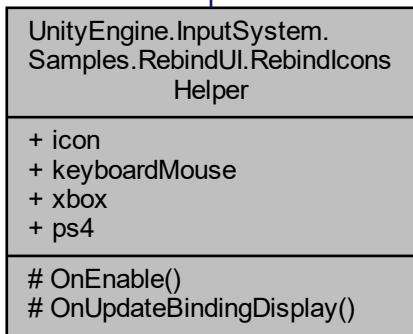 UnityEngine.InputSystem.
Samples.RebindUI.RebindIcons
Helper
+ icon
+ keyboardMouse
+ xbox
+ ps4
# OnEnable()
# OnUpdateBindingDisplay()